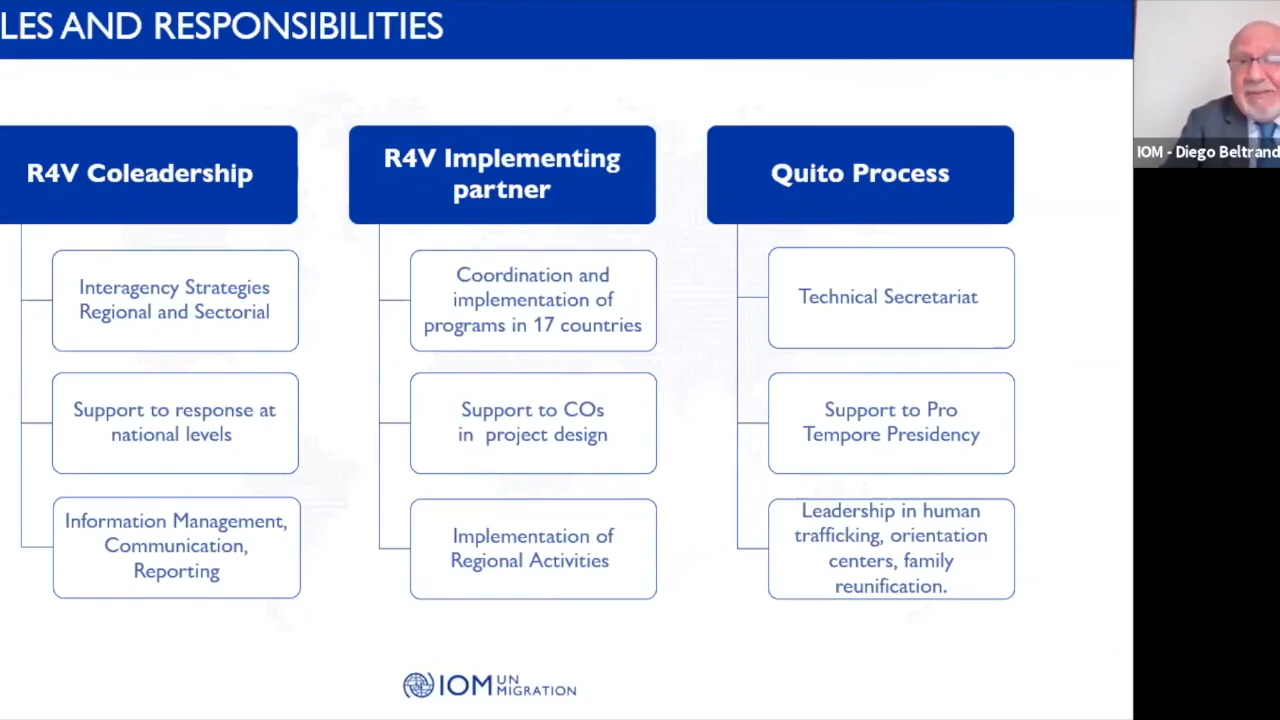 LES AND RESPONSIBILITIES
R4V Coleadership
Interagency Strategies
Regional and Sectorial
Support to response at
national levels
Information Management,
Communication,
Reporting
R4V Implementing
partner
Coordination and
implementation of
programs in 17 countries
Support to COs
in project design
Implementation of
Regional Activities
Quito Process
Technical Secretariat
Support to Pro
Tempore Presidency
Leadership in human
trafficking, orientation
centers, family
reunification.
IOM UN
MIGRATION
IOM - Diego Beltrand